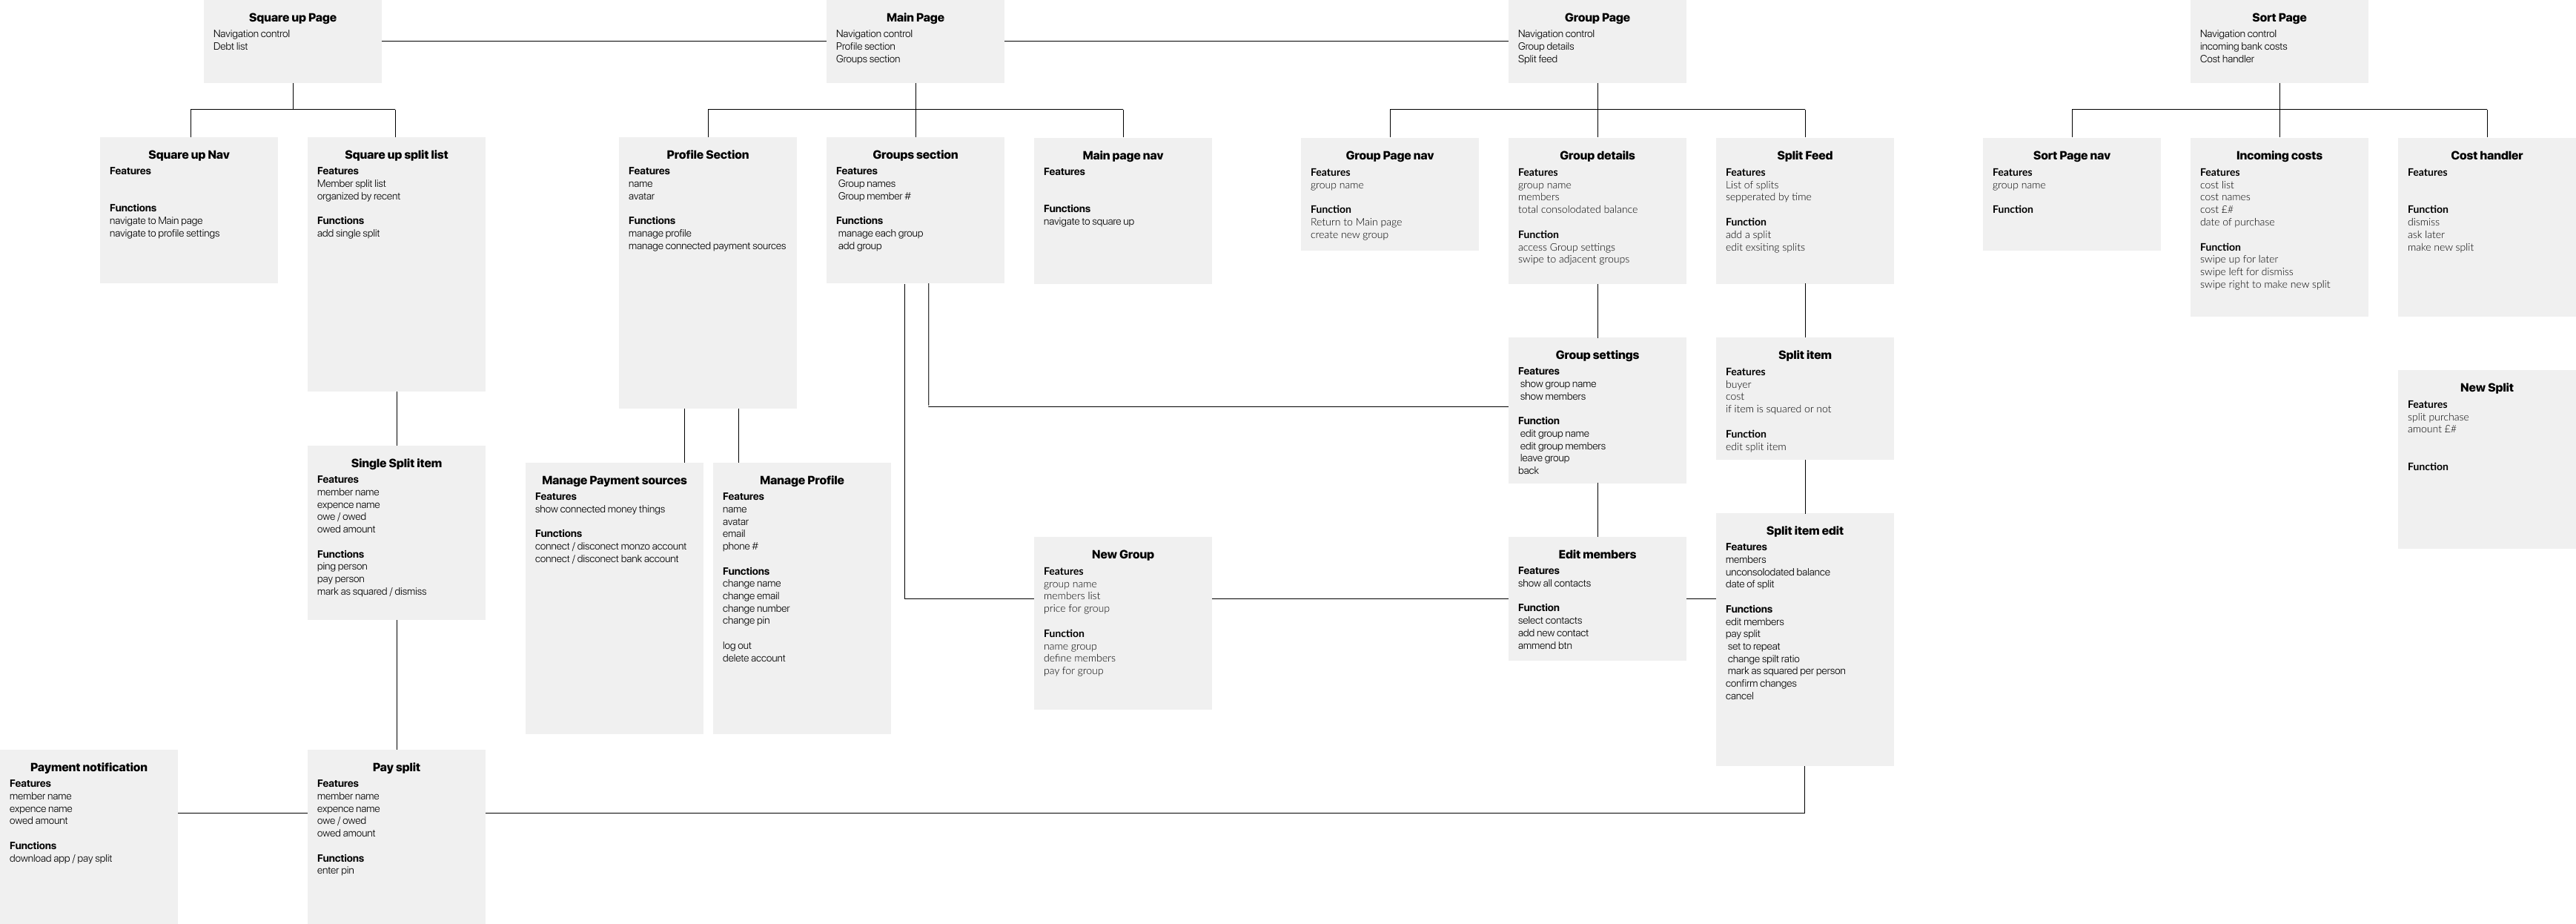 Square up Page
Navigation control
Debt list
Main Page
Navigation control
Profile section
Groups section
Group Page
Navigation control
Group details
Split feed
Sort Page
Navigation control
incoming bank costs
Cost handler
Square up Nav
Features
Functions
navigate to Main page
navigate to profile settings
Square up split list
Features
Member split list
organized by recent
Functions
add single split
Profile Section
Features
name
avatar
Functions
manage profile
manage connected payment sources
Groups section
Features
Group names
Group member #
Functions
manage each group
add group
Main page nav
Features
Functions
navigate to square up
Group Page nav
Features
group name
Function
Return to Main page
create new group
Group details
Features
group name
members
total consolodated balance
Function
access Group settings
swipe to adjacent groups
Split Feed
Features
List of splits
sepperated by time
Function
add a split
edit exsiting splits
Sort Page nav
Features
group name
Function
Incoming costs
Features
cost list
cost names
cost £#
date of purchase
Function
swipe up for later
swipe left for dismiss
swipe right to make new split
Cost handler
Features
Function
dismiss
ask later
make new split
Group settings
Features
show group name
show members
Function
edit group name
edit group members
leave group
back
Split item
Features
buyer
cost
if item is squared or not
Function
edit split item
New Split
Features
split purchase
amount £#
Function
Single Split item
Features
member name
expence name
owe / owed
owed amount
Functions
ping person
pay person
mark as squared / dismiss
Manage Payment sources
Features
show connected money things
Functions
connect / disconect monzo account
connect / disconect bank account
Manage Profile
Features
name
avatar
email
phone #
Functions
change name
change email
change number
change pin
log out
delete account
New Group
Features
group name
members list
price for group
Function
name group
define members
pay for group
Edit members
Features
show all contacts
Function
select contacts
add new contact
ammend btn
Split item edit
Features
members
unconsolodated balance
date of split
Functions
edit members
pay split
set to repeat
change spilt ratio
mark as squared per person
confirm changes
cancel
Payment notification
Features
member name
expence name
owed amount
Functions
download app / pay split
Pay split
Features
member name
expence name
owe / owed
owed amount
Functions
enter pin